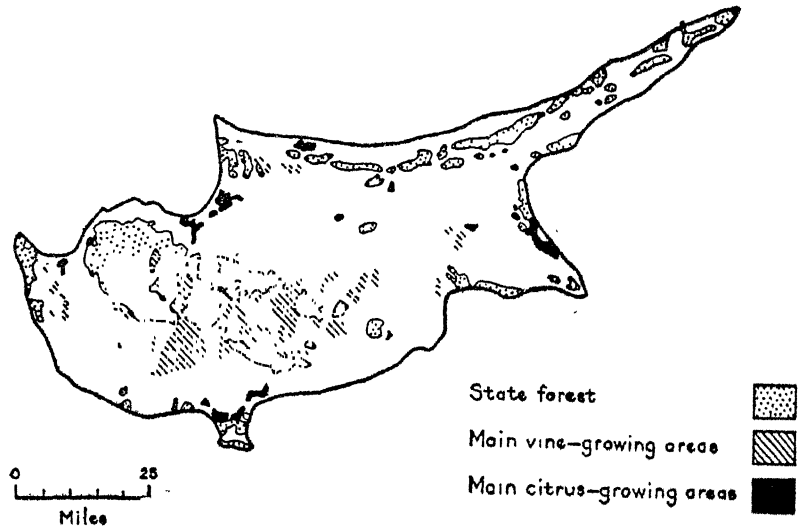 State forest
Main vine-growing areas
Main citrus-growing areas
0 25
Miles